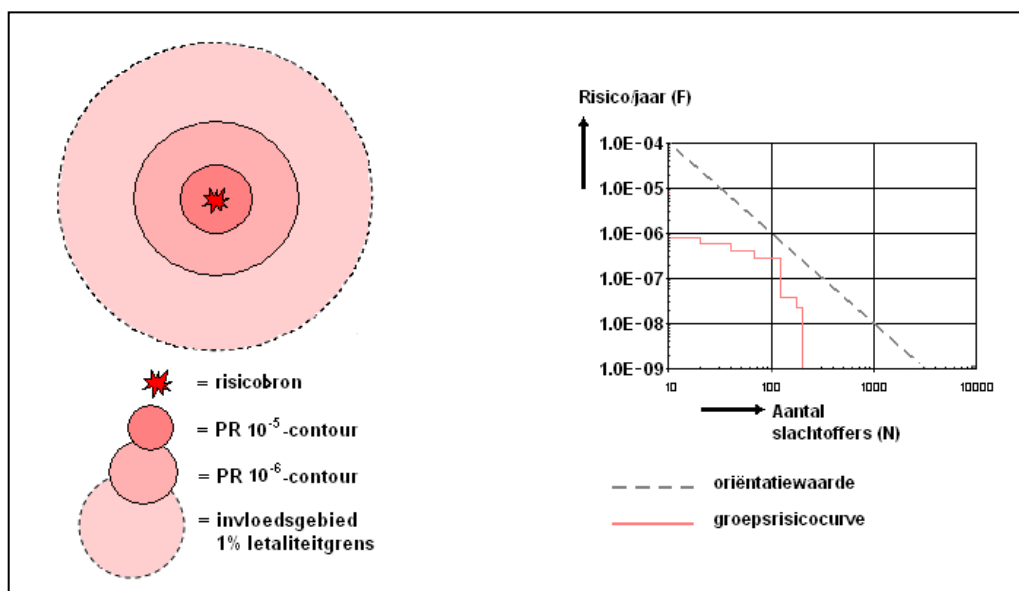 = risicobron
= PR 10-5-contour
= PR 10-6-contour
= invloedsgebied
1% letaliteitgrens
Risico/jaar (F)
1.0E-04
1.0E-05
1.0E-06
1.0E-07
1.0E-08
1.0E-09
10 100 1000 10000
Aantal
slachtoffers (N)
oriëntatiewaarde
groepsrisicocurve